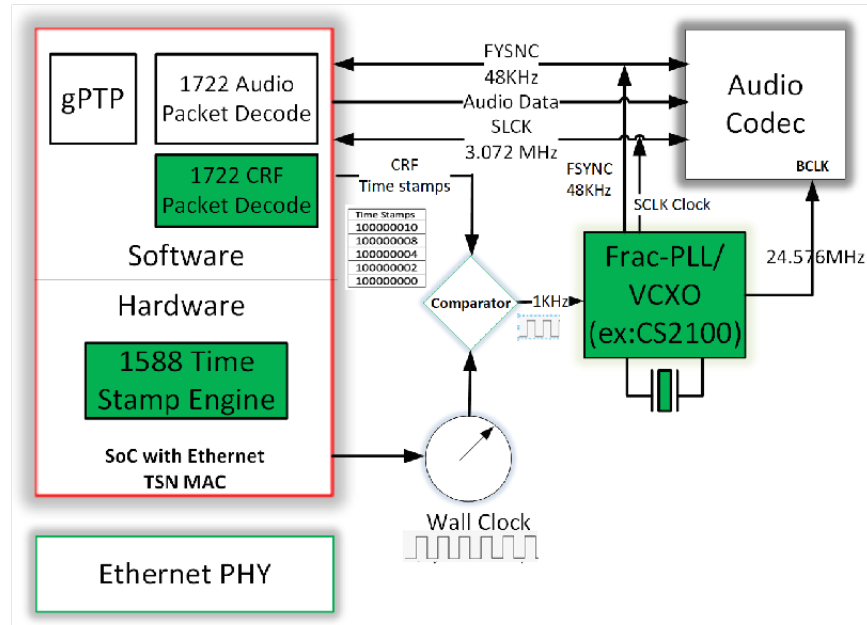 gPTP
1722 Audio
Packet Decode
1722 CRF
Packet Decode
Software
Hardware
1588 Time
Stamp Engine
SoC with Ethernet
TSN MAC
Ethernet PHY
FYSNC
48KHz
Audio Data
SLCK
3.072 MHz
CRF
Time stamps
Time Stamps
100000010
100000008
100000004
100000002
100000000
Comparator
1KHz
Wall Clock
FSYNC
48KHz
SCLK Clock
Frac-PLL/
VCXO
(ex:CS2100)
24.576MHz
Audio
Codec
BCLK